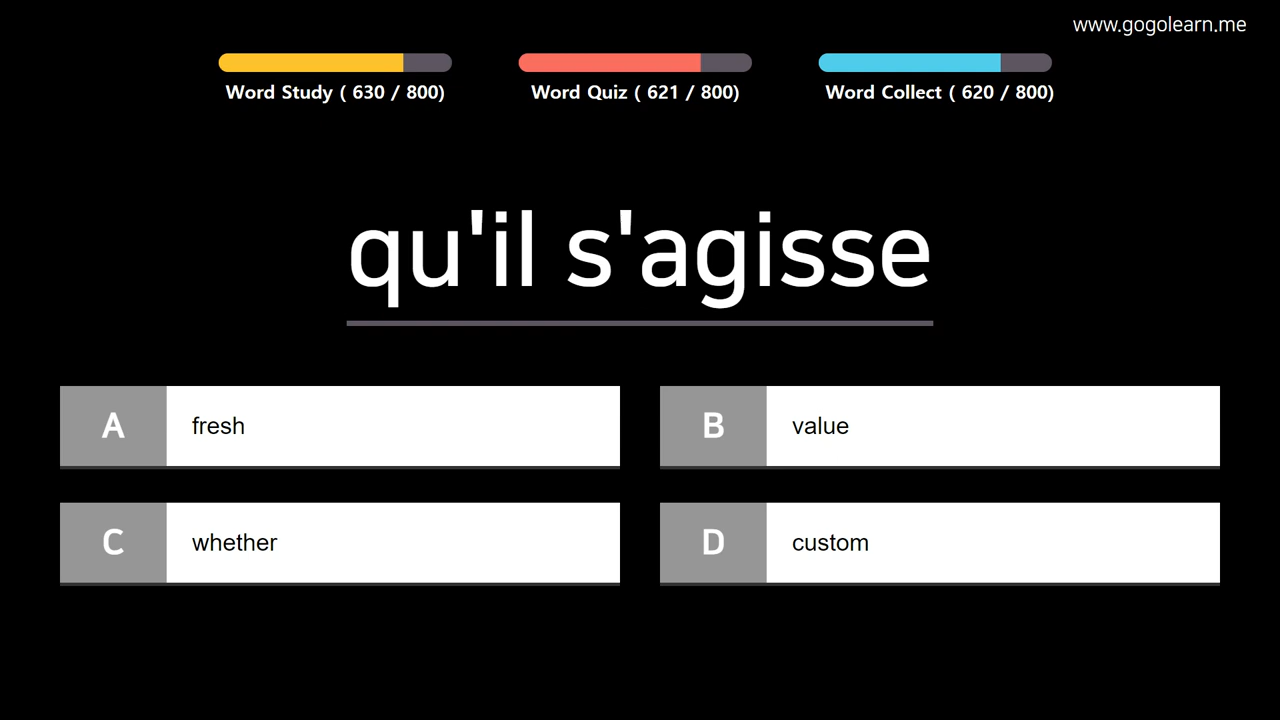 www.gogolearn.me
Word Study ( 630 / 800)
Word Quiz ( 621 / 800)
Word Collect ( 620 / 800)
qu'il s'agisse
A fresh
B value
C whether
D custom